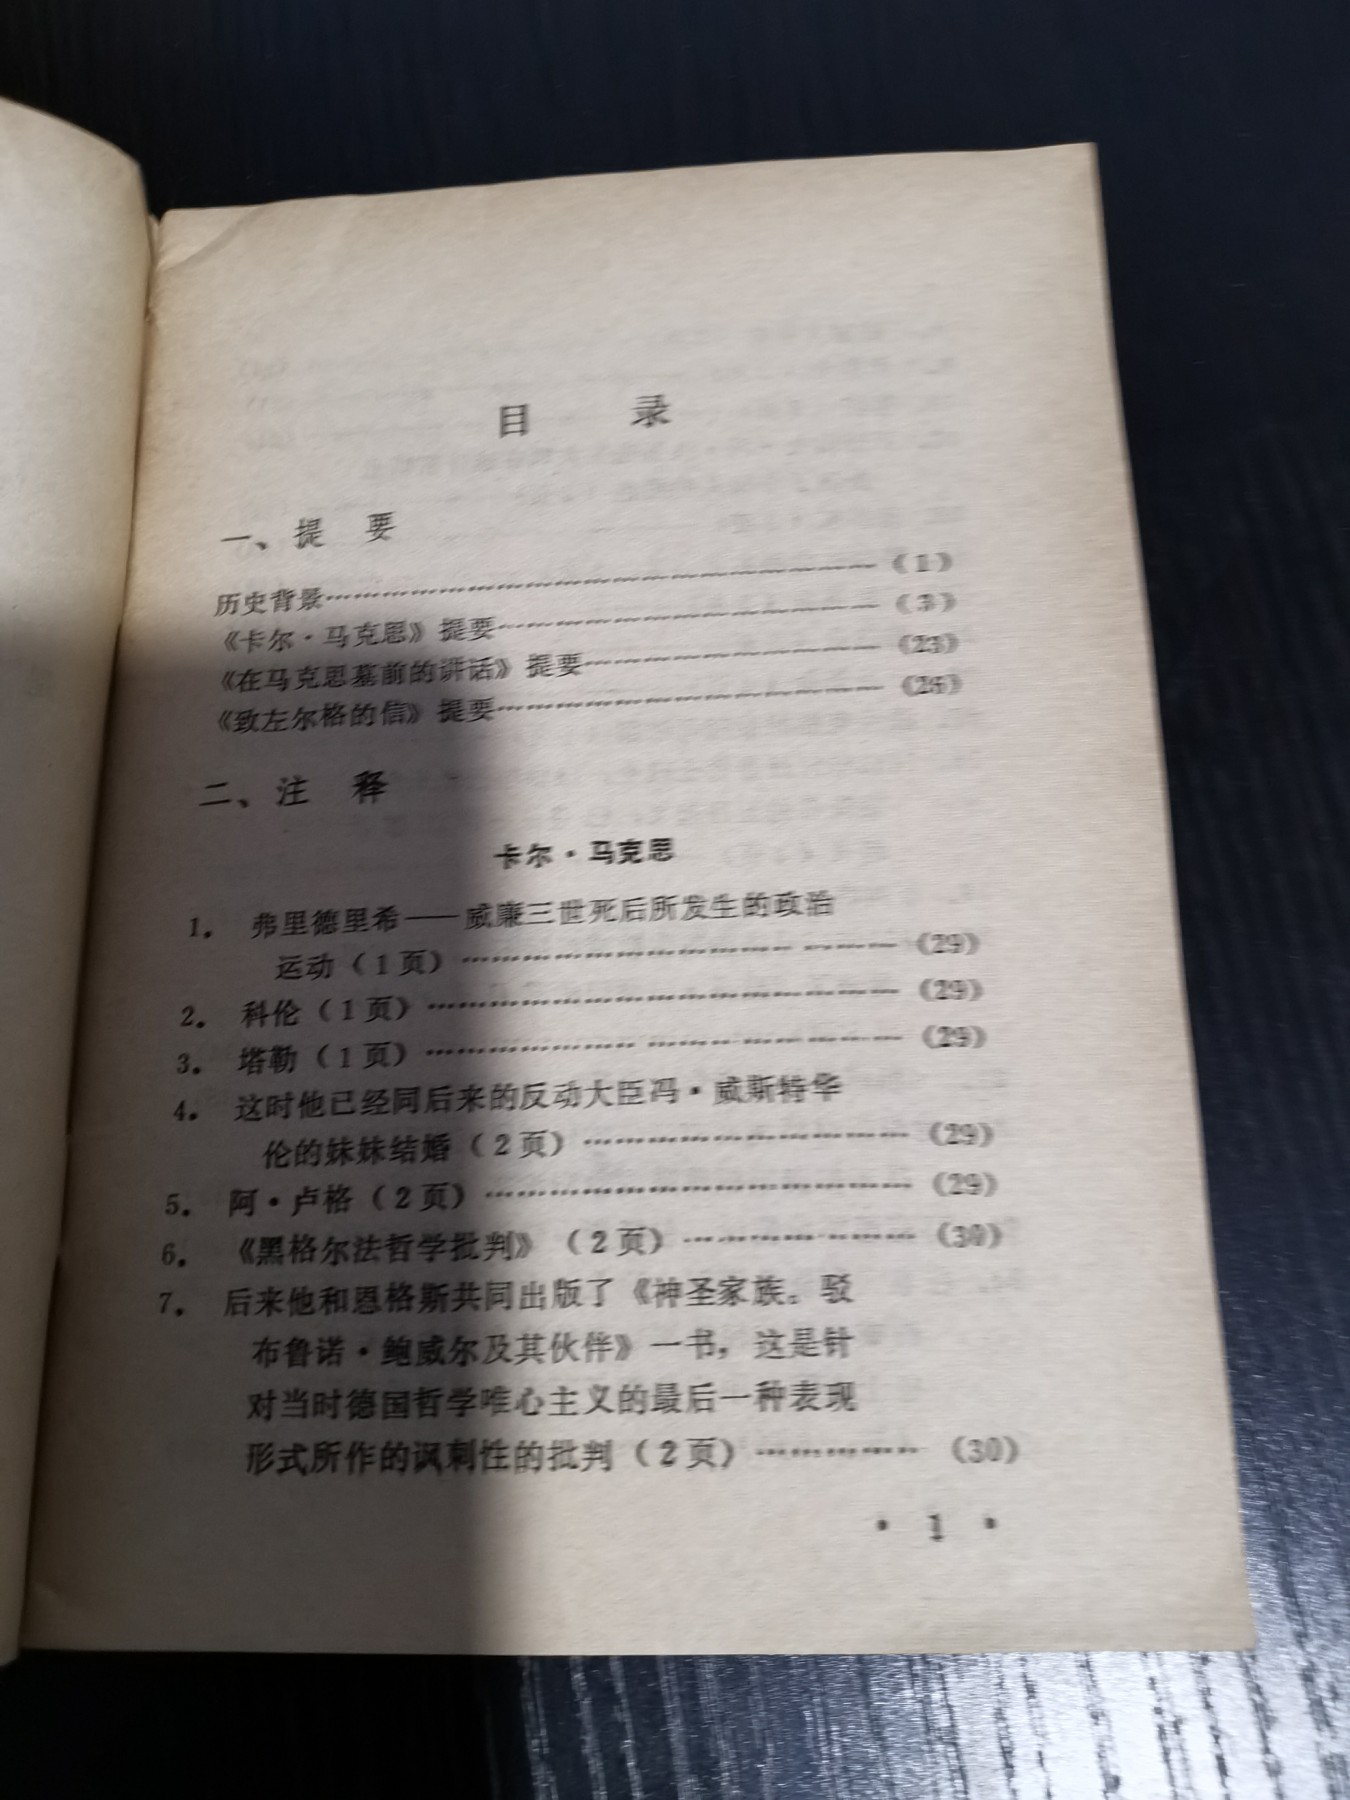 目 录
一、提 要
历史背景……………………………………(1)
《卡尔·马克思》提要……………………………(3)
《在马克思墓前的讲话》提要……………………(23)
《致左尔格的信》提要……………………………
二、注 释
卡尔·马克思
1. 弗里德里希——威廉三世死后所发生的政治
运动(1页)……………………………(29)
2. 科伦(1页)……………………………(29)
3. 塔勒(1页)……………………………(29)
4. 这时他已经同后来的反动大臣冯·威斯特华
伦的妹妹结婚(2页)……………………(29)
5. 阿·卢格(2页)…………………………(29)
6. 《黑格尔法哲学批判》(2页)………………(30)
7. 后来他和恩格斯共同出版了《神圣家族。驳
布鲁诺·鲍威尔及其伙伴》一书,这是针
对当时德国哲学唯心主义的最后一种表现
形式所作的讽刺性的批判(2页)…………(30)
· 1 ·